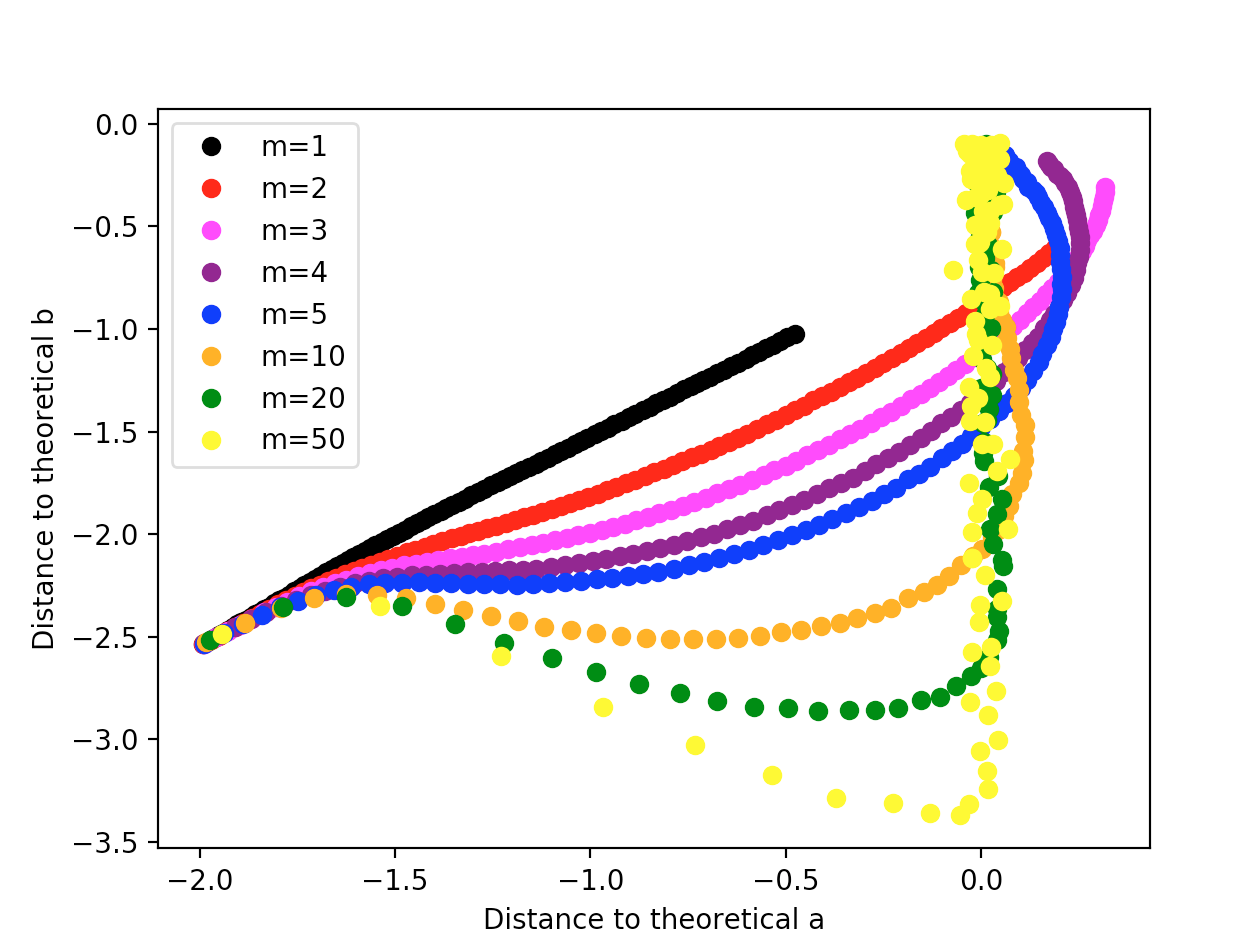 0.0
−0.5
−1.0
−1.5
−2.0
−2.5
−3.0
−3.5
Distance to theoretical b
m=1
m=2
m=3
m=4
m=5
m=10
m=20
m=50
−2.0 −1.5 −1.0 −0.5 0.0
Distance to theoretical a